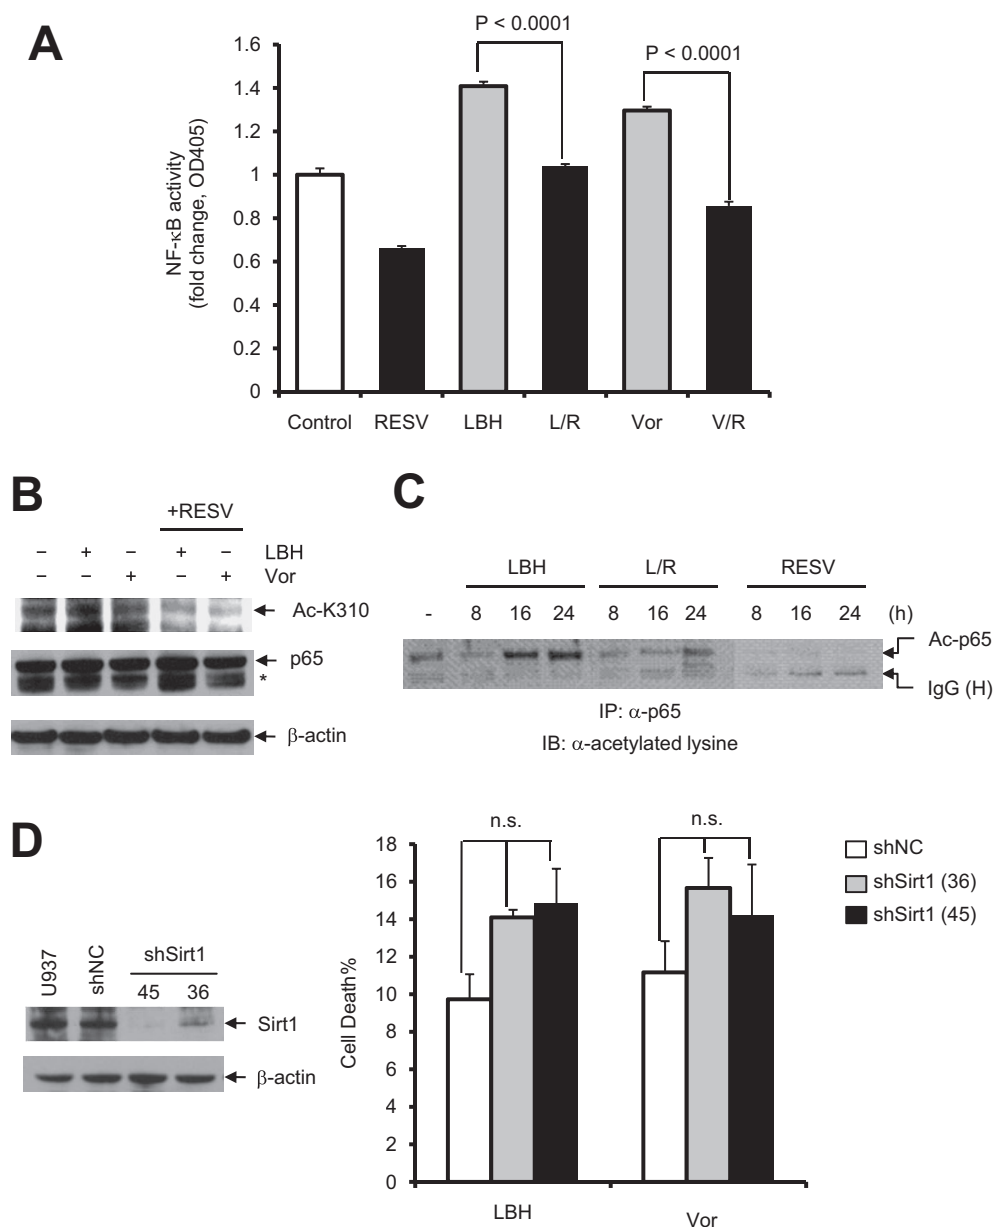 A
P < 0.0001
P < 0.0001
NF-κB activity
(fold change, OD405)
1.6
1.4
1.2
1
0.8
0.6
0.4
0.2
0
Control RESV LBH L/R Vor V/R
B
+RESV
– + – + – LBH
– – + – + Vor
Ac-K310
p65
*
β-actin
C
LBH L/R RESV
- 8 16 24 8 16 24 8 16 24 (h)
Ac-p65
IgG (H)
IP: α-p65
IB: α-acetylated lysine
D
U937 shNC shSirt1
45 36
Sirt1
β-actin
Cell Death%
18
16
14
12
10
8
6
4
2
0
n.s.
n.s.
LBH Vor
shNC
shSirt1 (36)
shSirt1 (45)